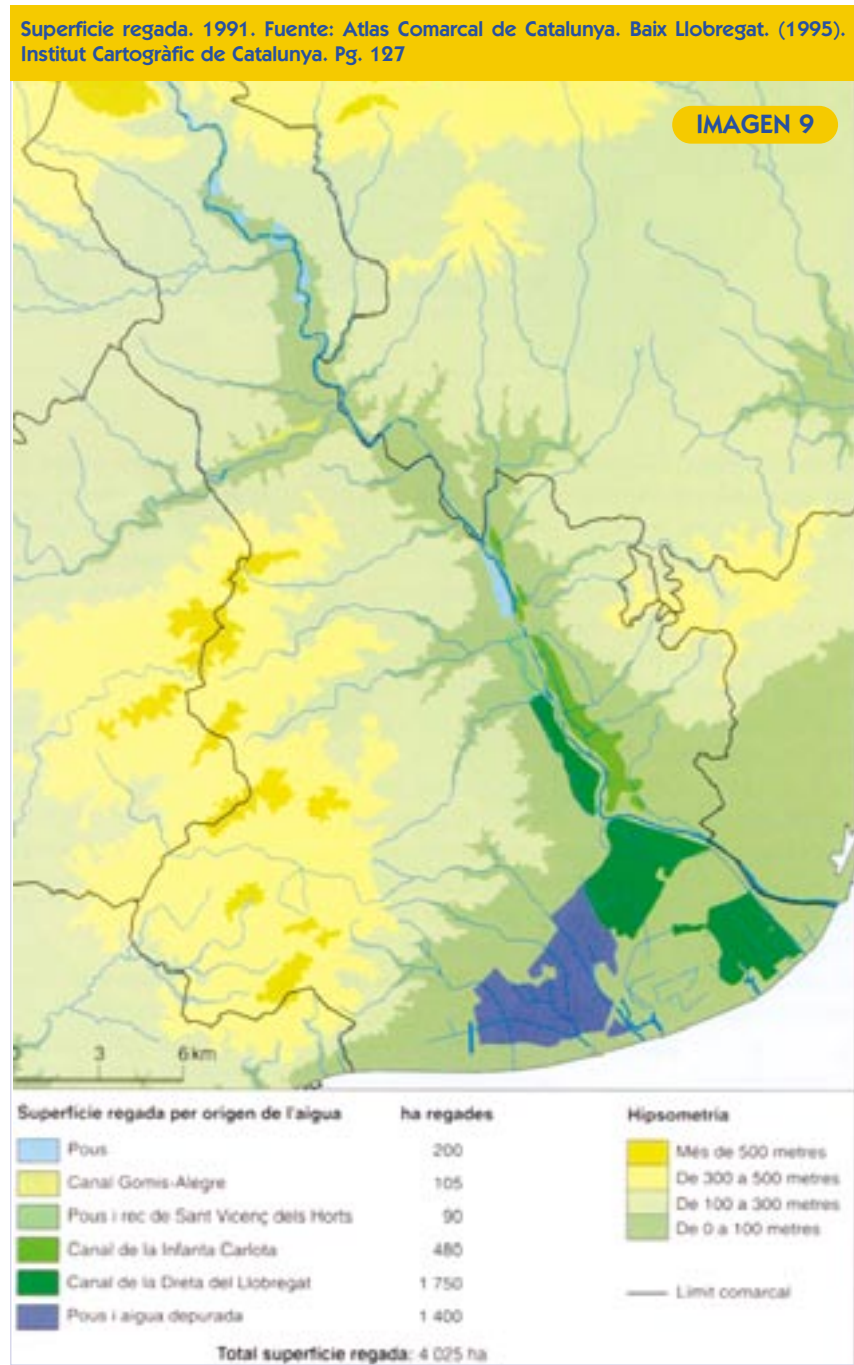 Superficie regada. 1991. Fuente: Atlas Comarcal de Catalunya. Baix Llobregat. (1995).
Institut Cartogràfic de Catalunya. Pg. 127
IMAGEN 9
0 3 6 km
Superfície regada per origen de l'aigua ha regades
Pous 200
Canal Gomis-Alegre 105
Pous i rec de Sant Vicenç dels Horts 90
Canal de la Infanta Carlota 480
Canal de la Dreta del Llobregat 1 750
Pous i aigua depurada 1 400
Total superfície regada: 4 025 ha
Hipsometria
Més de 500 metres
De 300 a 500 metres
De 100 a 300 metres
De 0 a 100 metres
Límit comarcal